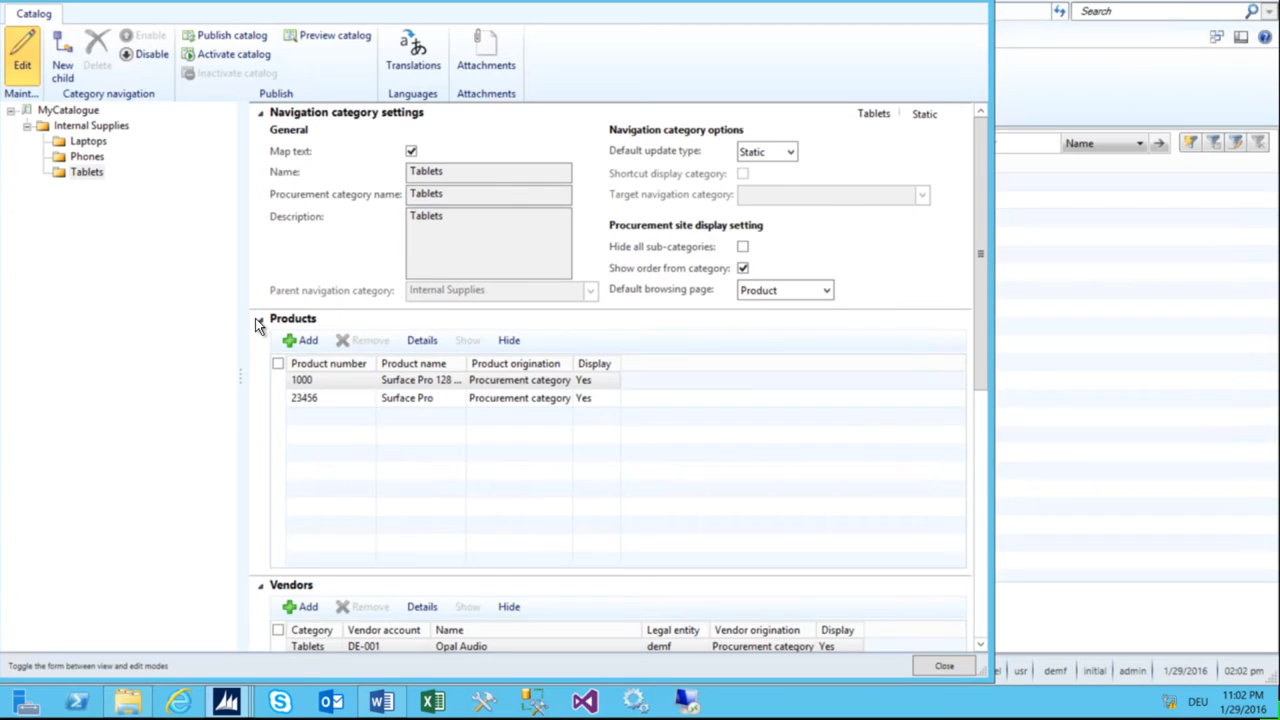 Catalog
Search
Edit
New child
Delete
Enable
Disable
Publish catalog
Activate catalog
Inactivate catalog
Preview catalog
Translations
Attachments
Maint...
Category navigation
Publish
Languages
Attachments
MyCatalogue
Internal Supplies
Laptops
Phones
Tablets
Navigation category settings
Tablets
Static
General
Map text:
Name: Tablets
Procurement category name: Tablets
Description: Tablets
Parent navigation category: Internal Supplies
Navigation category options
Default update type: Static
Shortcut display category:
Target navigation category:
Procurement site display setting
Hide all sub-categories:
Show order from category:
Default browsing page: Product
Name
Products
Add Remove Details Show Hide
Product number Product name Product origination Display
1000 Surface Pro 128 ... Procurement category Yes
23456 Surface Pro Procurement category Yes
Vendors
Add Remove Details Show Hide
Category Vendor account Name Legal entity Vendor origination Display
Tablets DE-001 Opal Audio demf Procurement category Yes
Toggle the form between view and edit modes
Close
usr demf initial admin 1/29/2016 02:02 pm
DEU
11:02 PM
1/29/2016